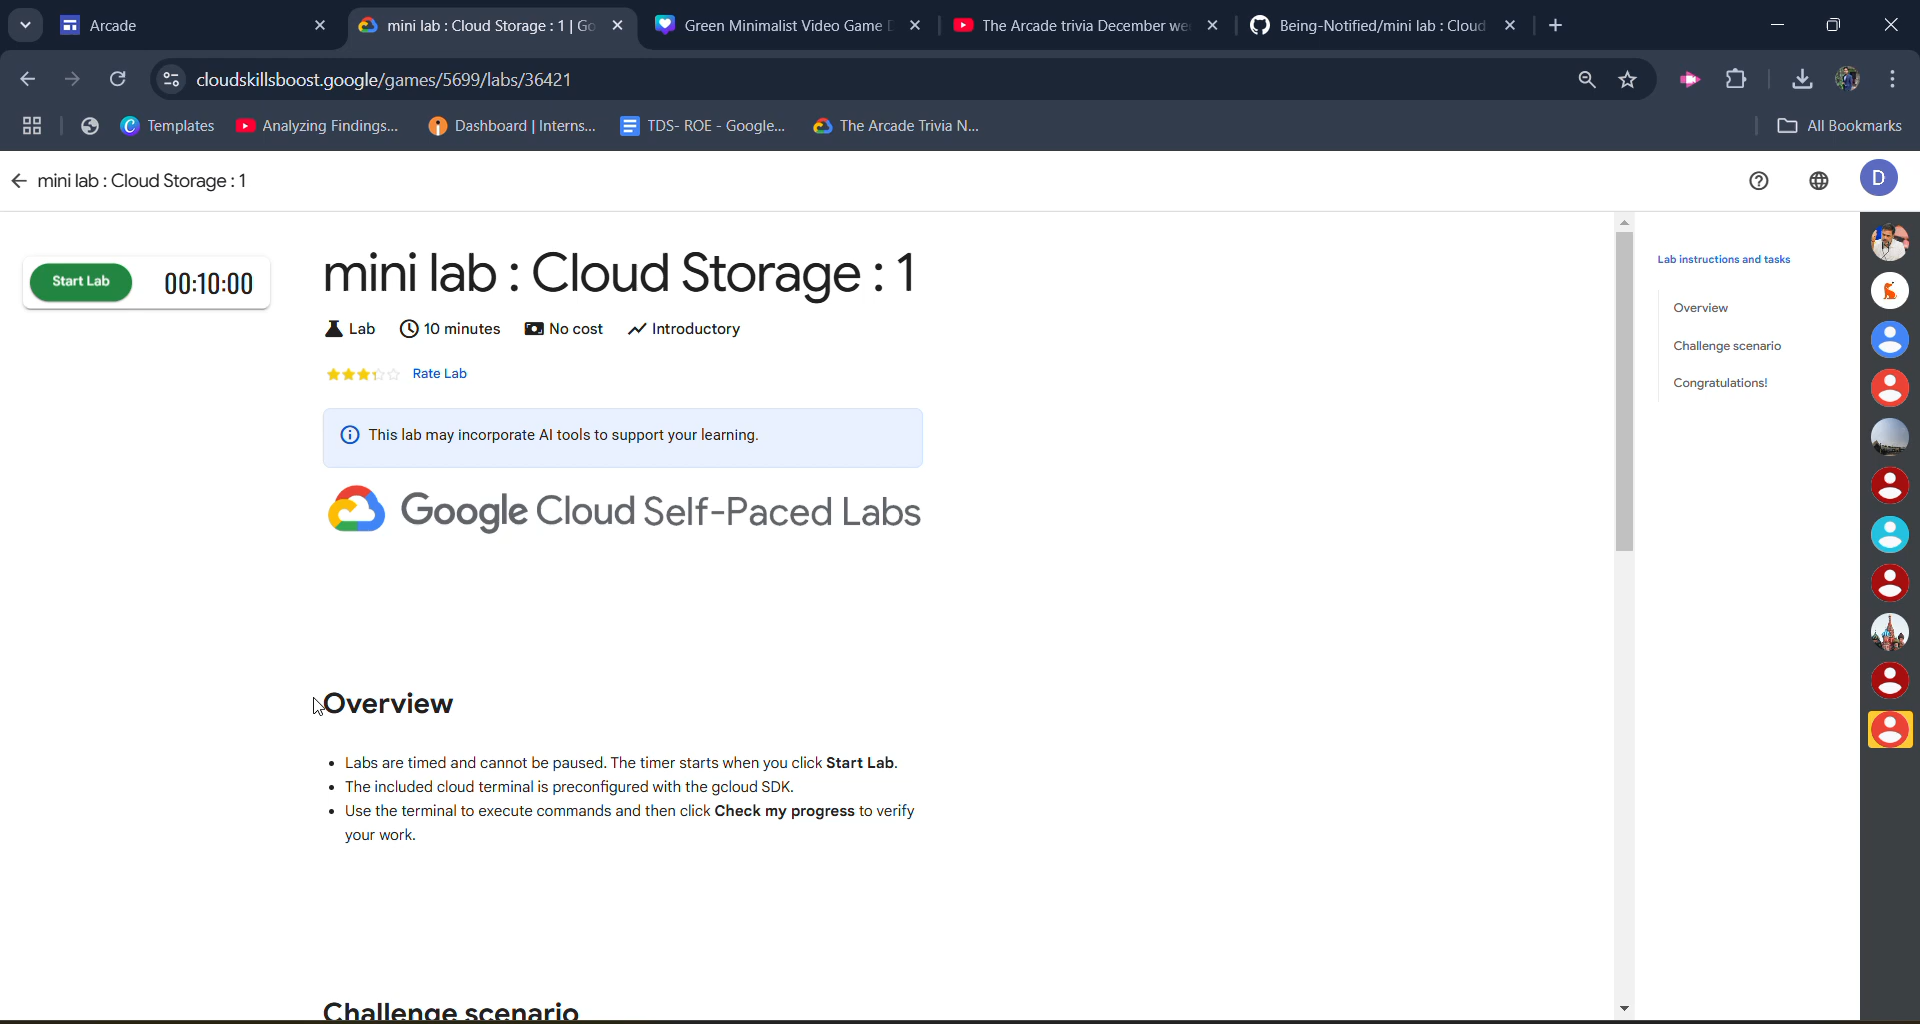 Arcade
mini lab : Cloud Storage : 1 | Go
Green Minimalist Video Game
The Arcade trivia December we
Being-Notified/mini lab : Cloud
cloudskillsboost.google/games/5699/labs/36421
Templates
Analyzing Findings...
Dashboard | Interns...
TDS- ROE - Google...
The Arcade Trivia N...
All Bookmarks
mini lab : Cloud Storage : 1
D
Start Lab
00:10:00
mini lab : Cloud Storage : 1
Lab
10 minutes
No cost
Introductory
Rate Lab
This lab may incorporate AI tools to support your learning.
Google Cloud Self-Paced Labs
Overview
• Labs are timed and cannot be paused. The timer starts when you click Start Lab.
• The included cloud terminal is preconfigured with the gcloud SDK.
• Use the terminal to execute commands and then click Check my progress to verify
your work.
Challenge scenario
Lab instructions and tasks
Overview
Challenge scenario
Congratulations!